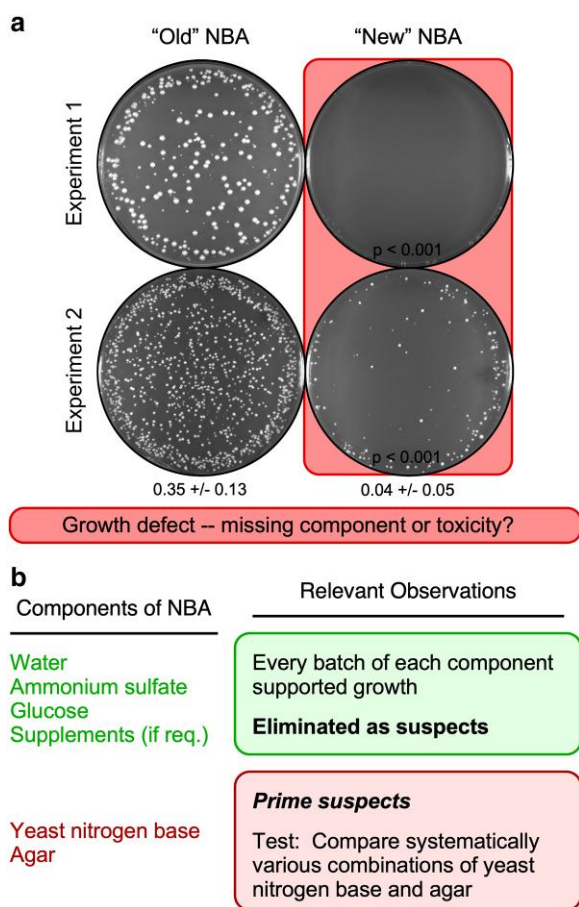 a
“Old” NBA
“New” NBA
Experiment 1
p < 0.001
Experiment 2
p < 0.001
0.35 +/- 0.13
0.04 +/- 0.05
Growth defect -- missing component or toxicity?
b
Components of NBA
Relevant Observations
Water
Ammonium sulfate
Glucose
Supplements (if req.)
Every batch of each component
supported growth
Eliminated as suspects
Yeast nitrogen base
Agar
Prime suspects
Test: Compare systematically
various combinations of yeast
nitrogen base and agar